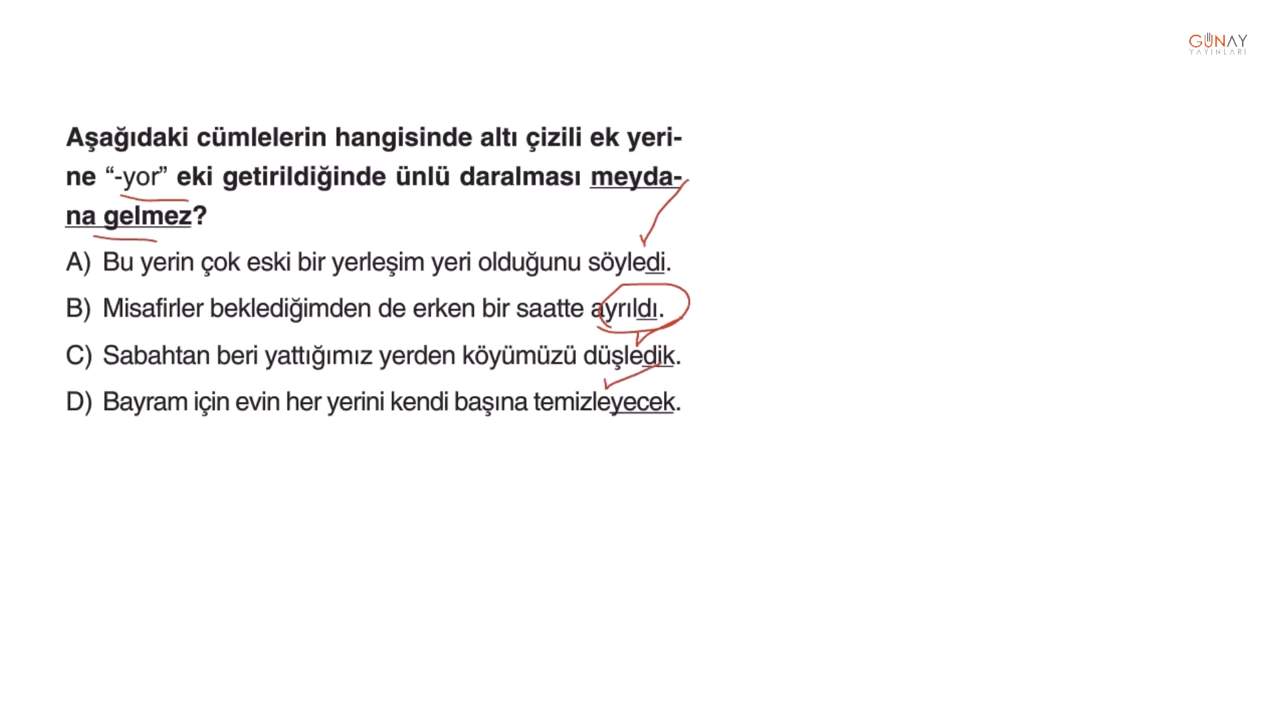 GÜNAY
YAYINLARI
Aşağıdaki cümlelerin hangisinde altı çizili ek yeri-
ne “-yor” eki getirildiğinde ünlü daralması meyda-
na gelmez?
A) Bu yerin çok eski bir yerleşim yeri olduğunu söyledi.
B) Misafirler beklediğimden de erken bir saatte ayrıldı.
C) Sabahtan beri yattığımız yerden köyümüzü düşledik.
D) Bayram için evin her yerini kendi başına temizleyecek.